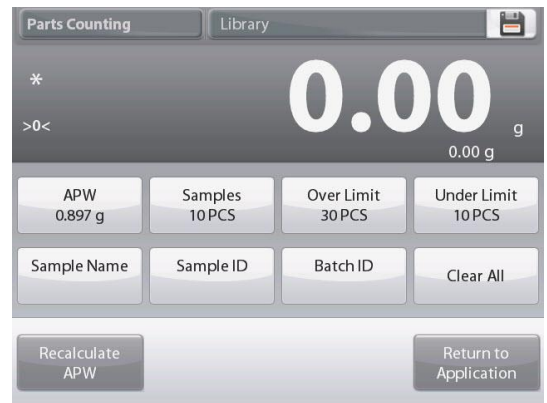 Parts Counting
Library
*
0.00 g
>0<
0.00 g
APW
0.897 g
Samples
10 PCS
Over Limit
30 PCS
Under Limit
10 PCS
Sample Name
Sample ID
Batch ID
Clear All
Recalculate
APW
Return to
Application